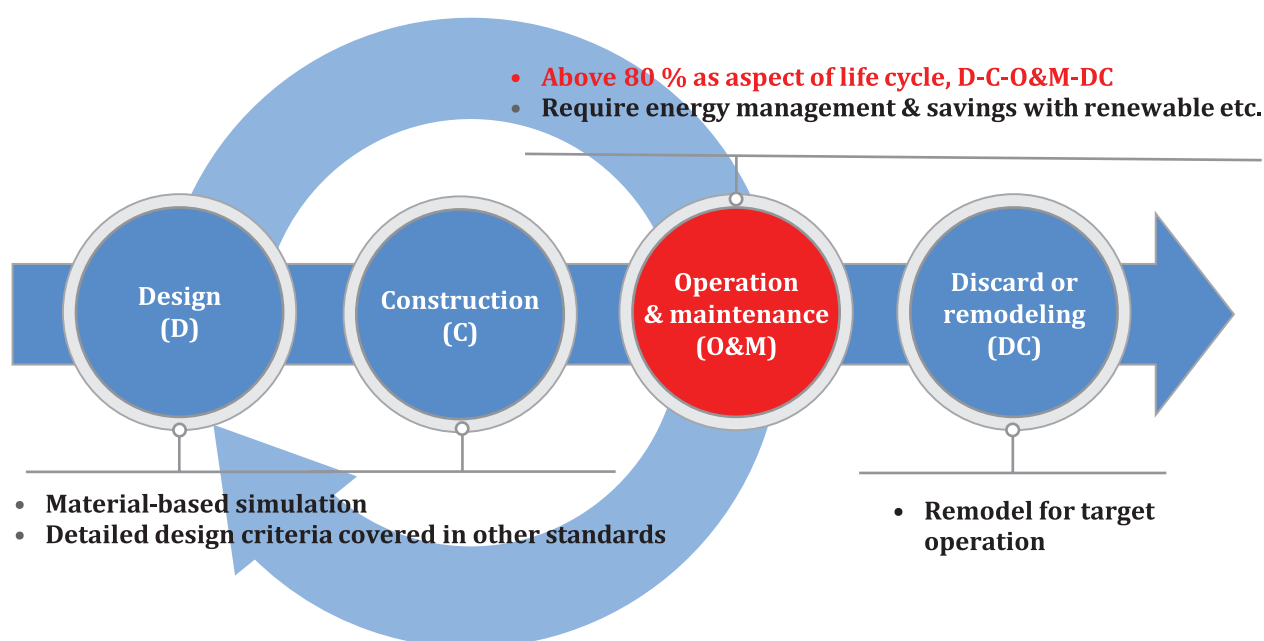 • Above 80 % as aspect of life cycle, D-C-O&M-DC
• Require energy management & savings with renewable etc.
Design
(D)
Construction
(C)
Operation
& maintenance
(O&M)
Discard or
remodeling
(DC)
• Material-based simulation
• Detailed design criteria covered in other standards
• Remodel for target
operation